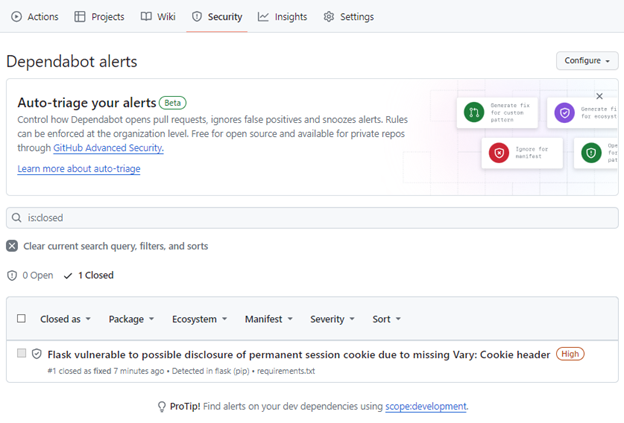 Actions Projects Wiki Security Insights Settings
Dependabot alerts
Configure
Auto-triage your alerts Beta
Control how Dependabot opens pull requests, ignores false positives and snoozes alerts. Rules
can be enforced at the organization level. Free for open source and available for private repos
through GitHub Advanced Security.
Learn more about auto-triage
Generate fix
for custom
pattern
Generate fi
for ecosyst
Ignore for
manifest
Ope
for
pat
is:closed
Clear current search query, filters, and sorts
0 Open 1 Closed
Closed as Package Ecosystem Manifest Severity Sort
Flask vulnerable to possible disclosure of permanent session cookie due to missing Vary: Cookie header High
#1 closed as fixed 7 minutes ago • Detected in flask (pip) • requirements.txt
ProTip! Find alerts on your dev dependencies using scope:development.